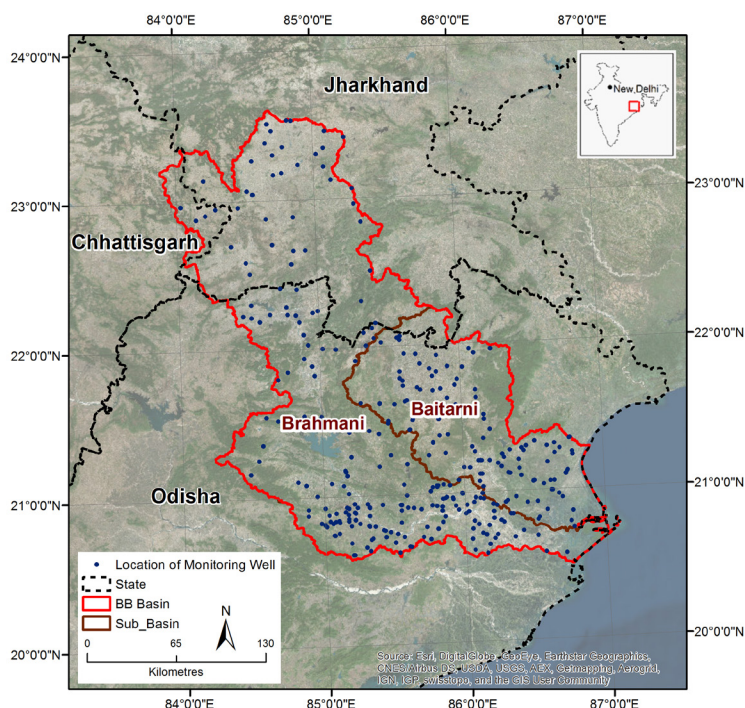 84°0'0"E 85°0'0"E 86°0'0"E 87°0'0"E
24°0'0"N
23°0'0"N
22°0'0"N
21°0'0"N
20°0'0"N
Jharkhand
New Delhi
Chhattisgarh
Brahmani
Baitarni
Odisha
23°0'0"N
22°0'0"N
21°0'0"N
20°0'0"N
Location of Monitoring Well
State
BB Basin
Sub_Basin
N
0 65 130
Kilometres
Source: Esri, DigitalGlobe, GeoEye, Earthstar Geographics,
CNES/Airbus DS, USDA, USGS, AEX, Getmapping, Aerogrid,
IGN, IGP, swisstopo, and the GIS User Community
84°0'0"E 85°0'0"E 86°0'0"E 87°0'0"E